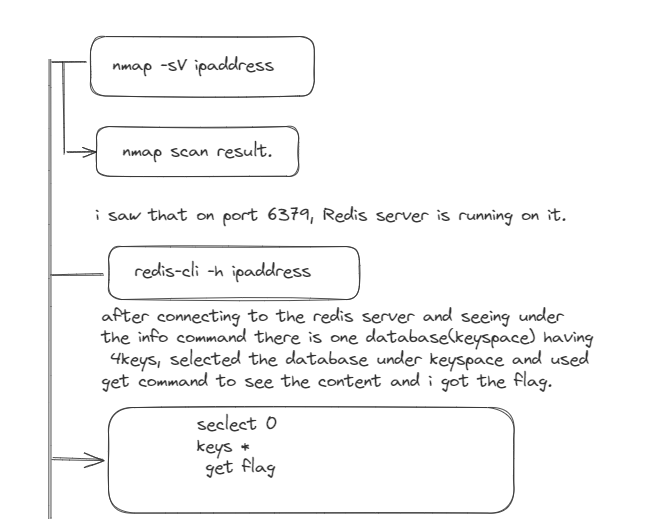 nmap -sV ipaddress
nmap scan result.
i saw that on port 6379, Redis server is running on it.
redis-cli -h ipaddress
after connecting to the redis server and seeing under
the info command there is one database(keyspace) having
4keys, selected the database under keyspace and used
get command to see the content and i got the flag.
seclect 0
keys *
get flag